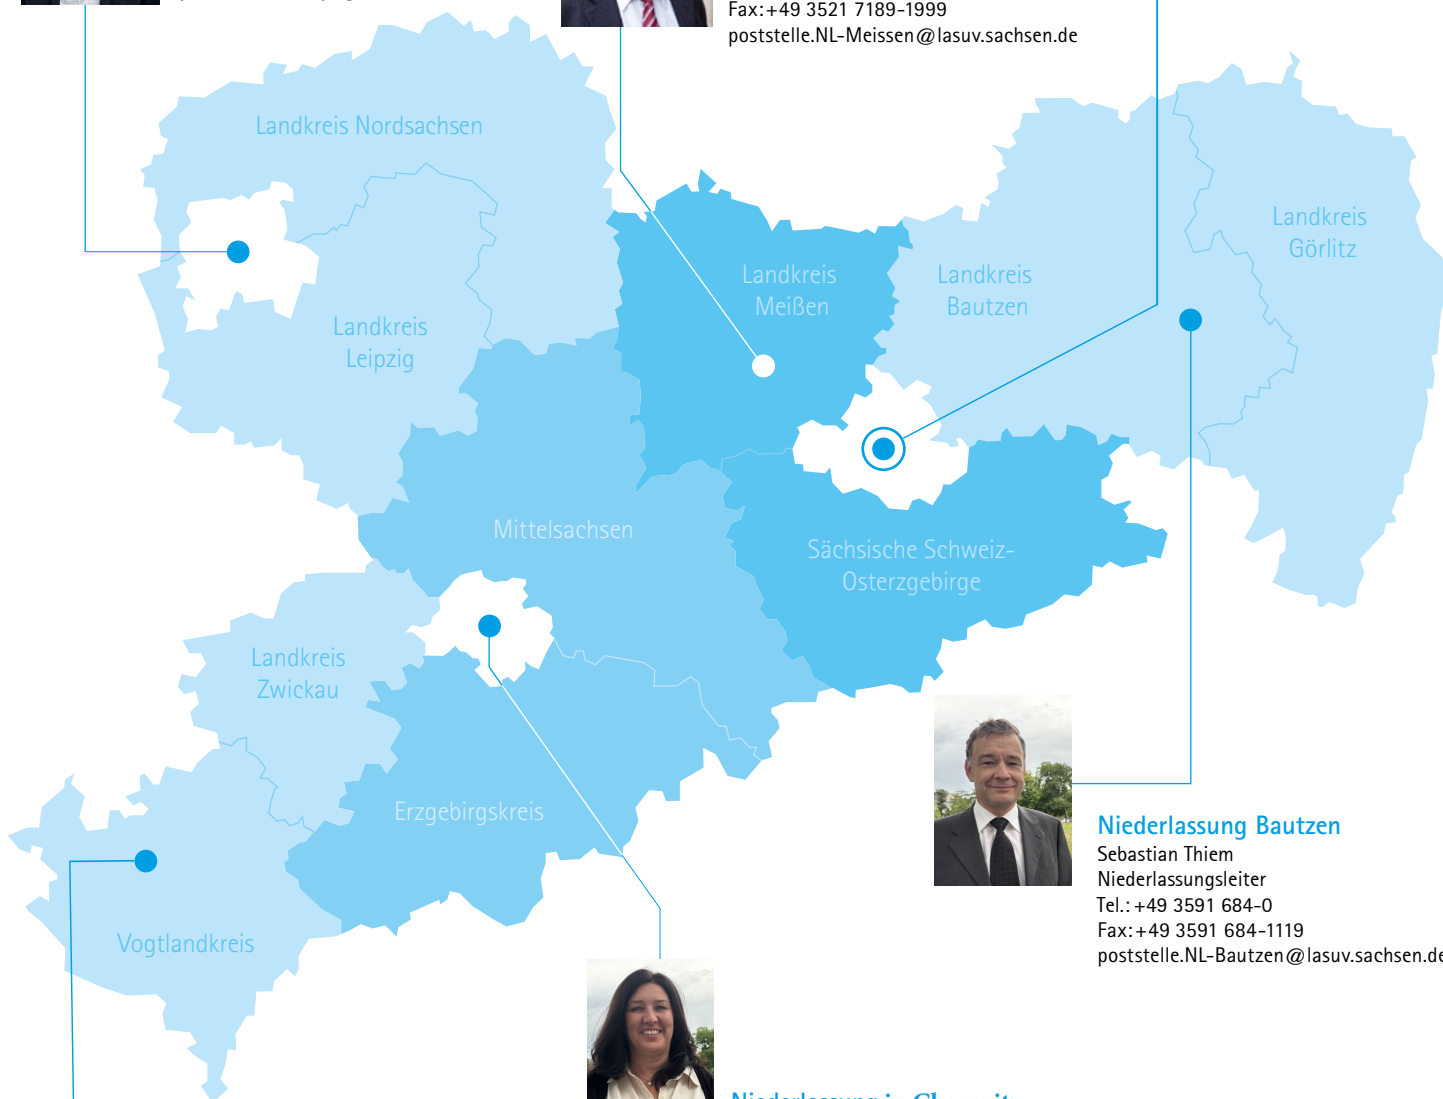 Fax:+49 3521 7189-1999
poststelle.NL-Meissen@lasuv.sachsen.de
Landkreis Nordsachsen
Landkreis
Görlitz
Landkreis
Meißen
Landkreis
Bautzen
Landkreis
Leipzig
Mittelsachsen
Sächsische Schweiz-
Osterzgebirge
Landkreis
Zwickau
Erzgebirgskreis
Vogtlandkreis
Niederlassung Bautzen
Sebastian Thiem
Niederlassungsleiter
Tel.: +49 3591 684-0
Fax:+49 3591 684-1119
poststelle.NL-Bautzen@lasuv.sachsen.de
Niederlassung in